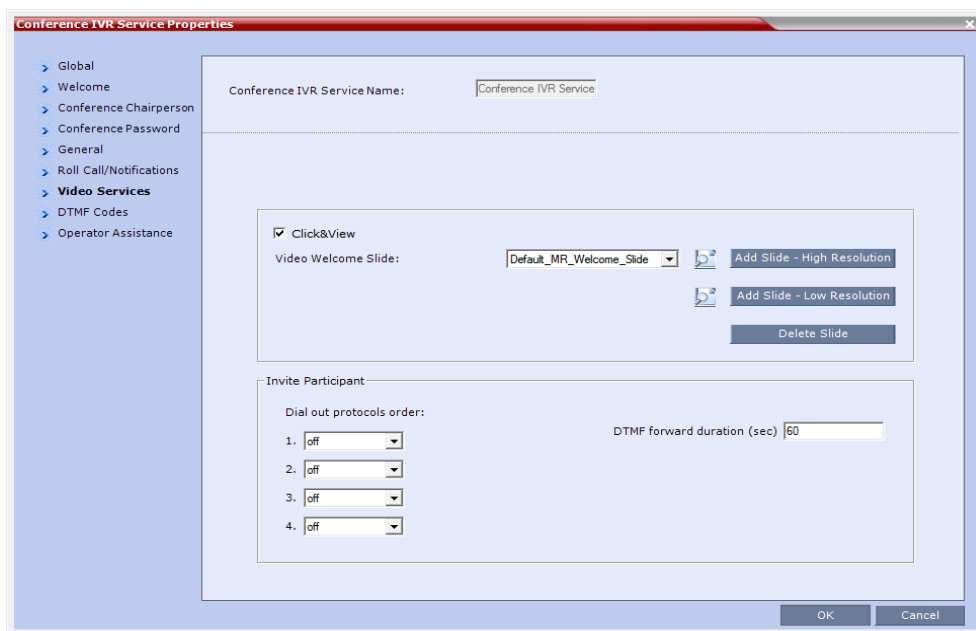 Conference IVR Service Properties
Global
Welcome
Conference Chairperson
Conference Password
General
Roll Call/Notifications
Video Services
DTMF Codes
Operator Assistance
Conference IVR Service Name: Conference IVR Service
Click&View
Video Welcome Slide: Default_MR_Welcome_Slide Add Slide - High Resolution
Add Slide - Low Resolution
Delete Slide
Invite Participant
Dial out protocols order:
DTMF forward duration (sec) 60
1. off
2. off
3. off
4. off
OK Cancel